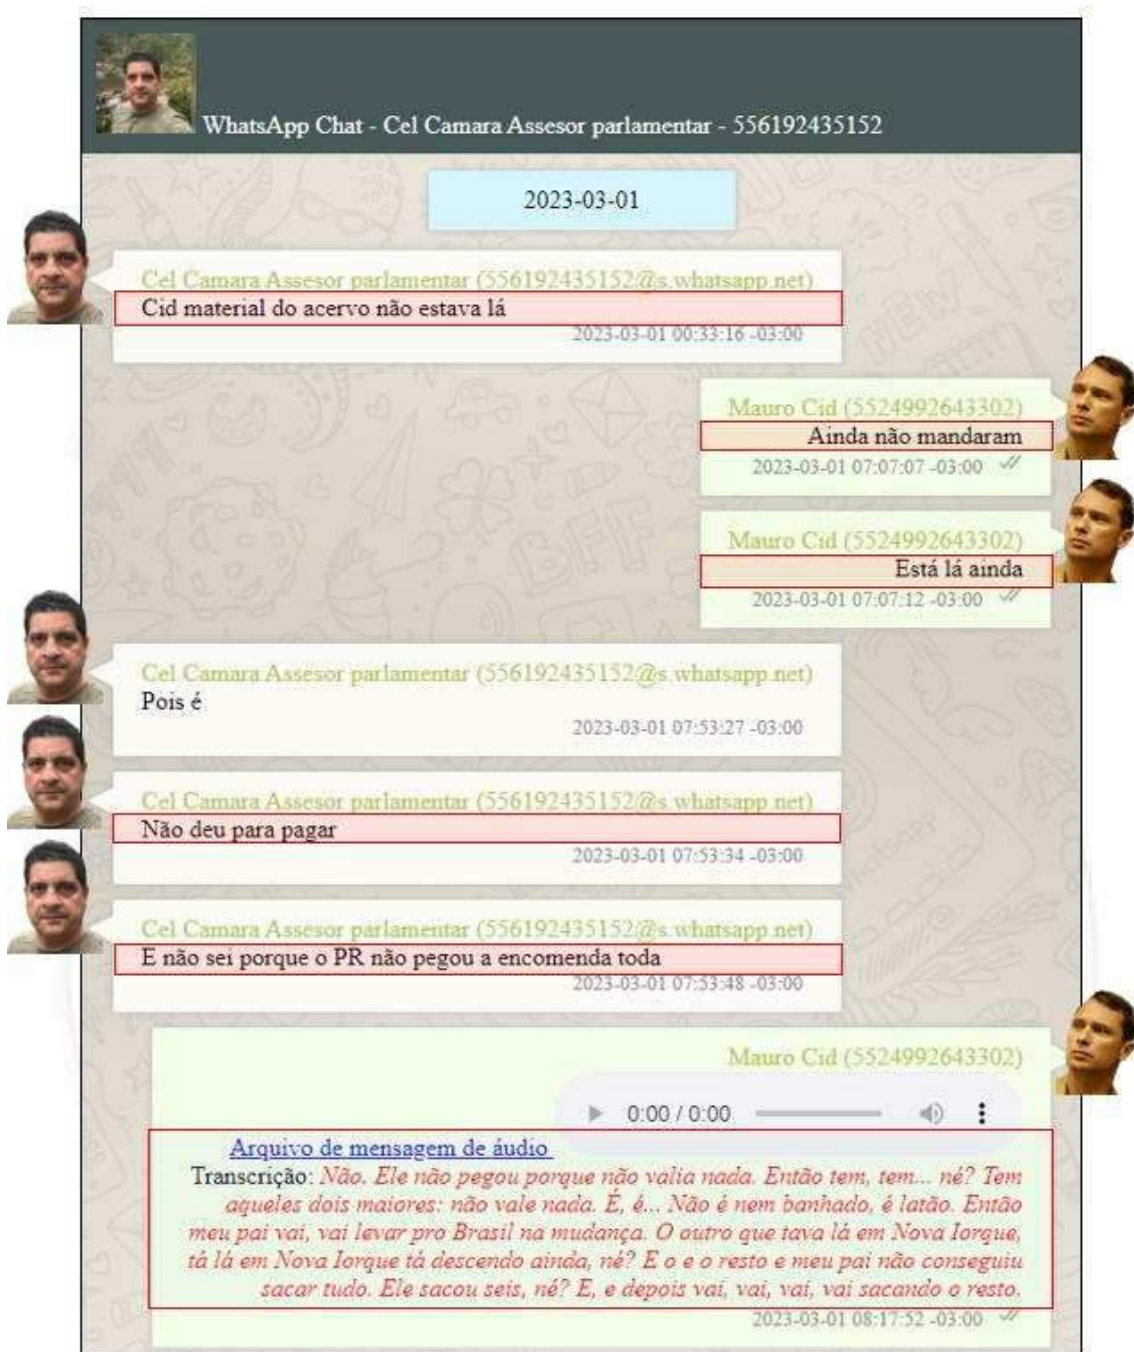 WhatsApp Chat - Cel Camara Assesor parlamentar - 556192435152
2023-03-01
Cel Camara Assesor parlamentar (556192435152@s.whatsapp.net)
Cid material do acervo não estava lá
2023-03-01 00:33:16 -03:00
Mauro Cid (5524992643302)
Ainda não mandaram
2023-03-01 07:07:07 -03:00
Mauro Cid (5524992643302)
Está lá ainda
2023-03-01 07:07:12 -03:00
Cel Camara Assesor parlamentar (556192435152@s.whatsapp.net)
Pois é
2023-03-01 07:53:27 -03:00
Cel Camara Assesor parlamentar (556192435152@s.whatsapp.net)
Não deu para pagar
2023-03-01 07:53:34 -03:00
Cel Camara Assesor parlamentar (556192435152@s.whatsapp.net)
E não sei porque o PR não pegou a encomenda toda
2023-03-01 07:53:48 -03:00
Mauro Cid (5524992643302)
0:00 / 0:00
Arquivo de mensagem de áudio
Transcrição: Não. Ele não pegou porque não valia nada. Então tem, tem... né? Tem
aqueles dois maiores: não vale nada. É, é... Não é nem banhado, é latão. Então
meu pai vai, vai levar pro Brasil na mudança. O outro que tava lá em Nova Iorque,
tá lá em Nova Iorque tá descendo ainda, né? E o e o resto e meu pai não conseguiu
sacar tudo. Ele sacou seis, né? E, e depois vai, vai, vai, vai sacando o resto.
2023-03-01 08:17:52 -03:00